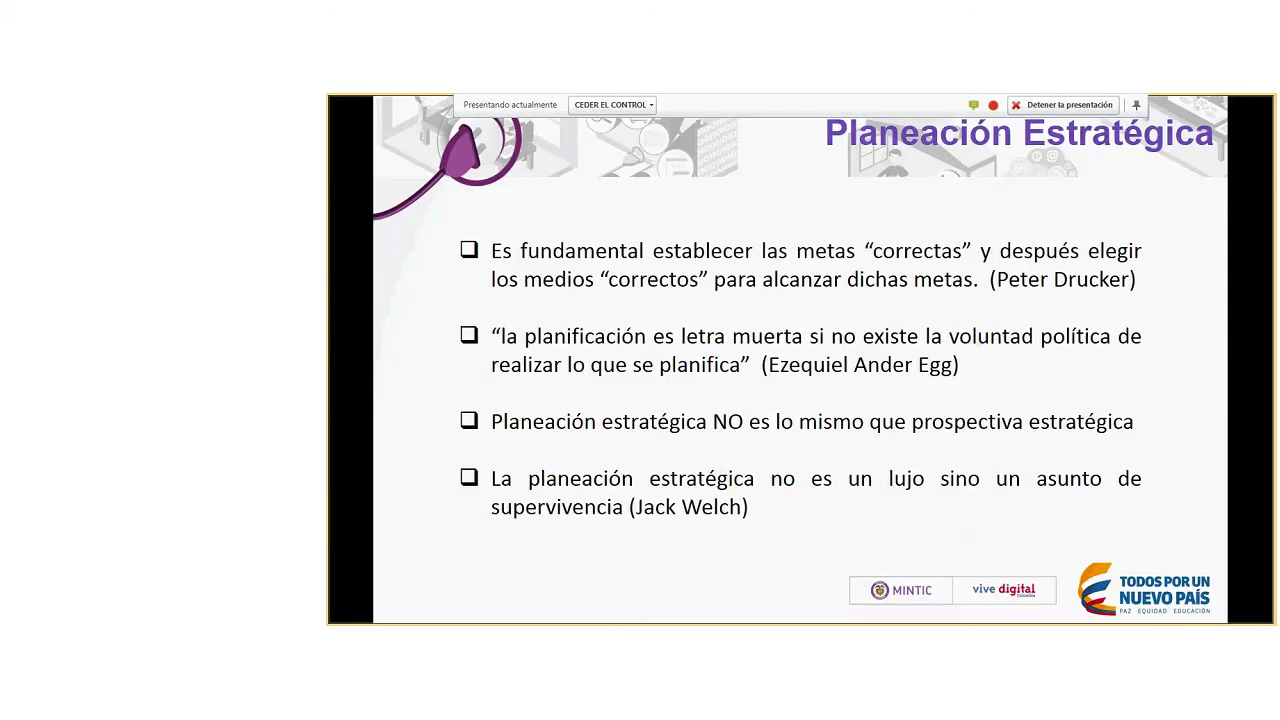 Presentando actualmente CEDER EL CONTROL Detener la presentación
Planeación Estratégica
Es fundamental establecer las metas “correctas” y después elegir
los medios “correctos” para alcanzar dichas metas. (Peter Drucker)
“la planificación es letra muerta si no existe la voluntad política de
realizar lo que se planifica” (Ezequiel Ander Egg)
Planeación estratégica NO es lo mismo que prospectiva estratégica
La planeación estratégica no es un lujo sino un asunto de
supervivencia (Jack Welch)
MINTIC vive digital
Colombia
TODOS POR UN
NUEVO PAÍS
PAZ EQUIDAD EDUCACIÓN